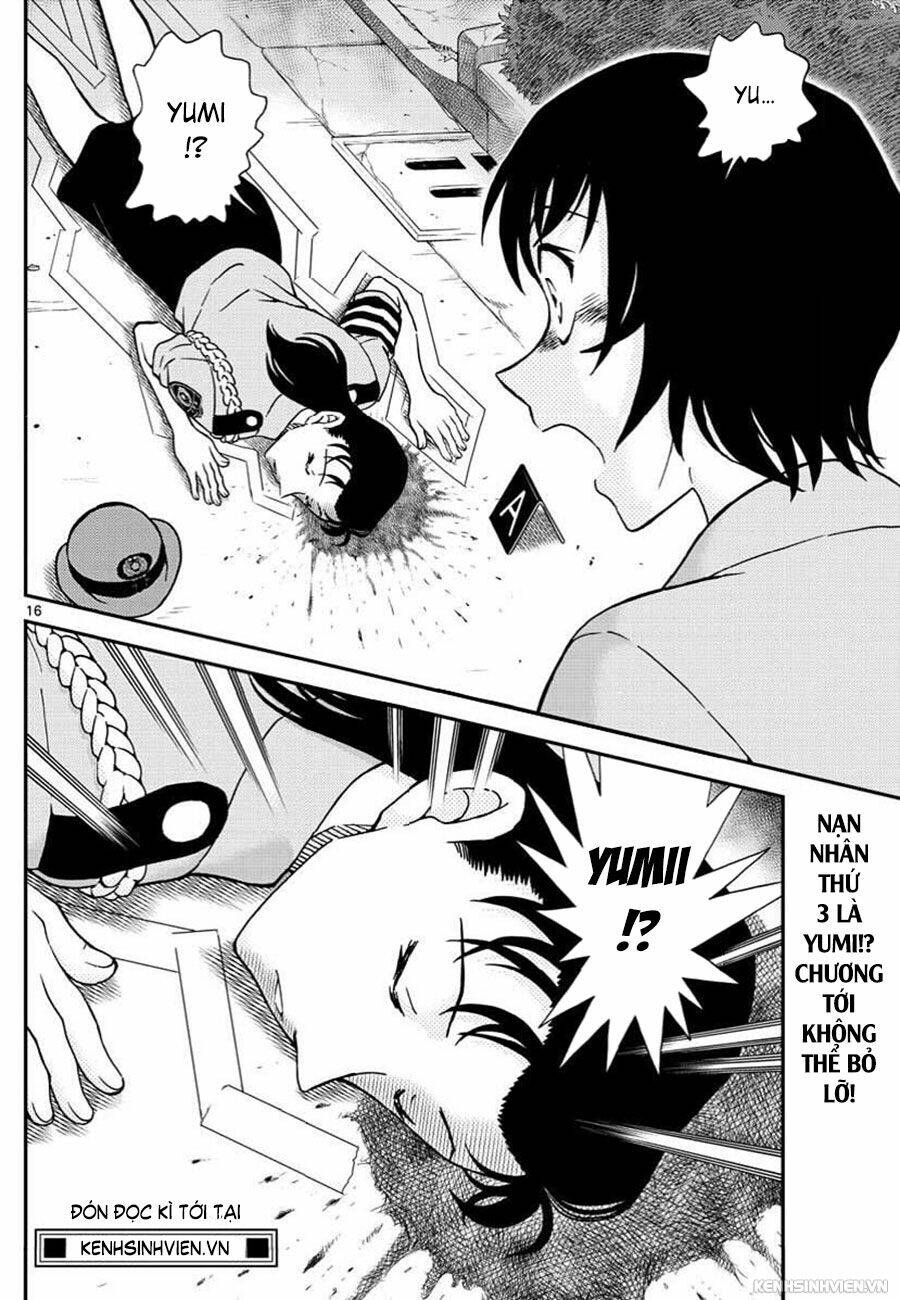 YU...
YUMI
!?
A
16
YUMII
!?
NẠN
NHÂN
THỨ
3 LÀ
YUMI!?
CHƯƠNG
TỚI
KHÔNG
THỂ BỎ
LỠ!
ĐÓN ĐỌC KÌ TỚI TẠI
KENHSINHVIEN.VN
KENHSINHVIEN.VN